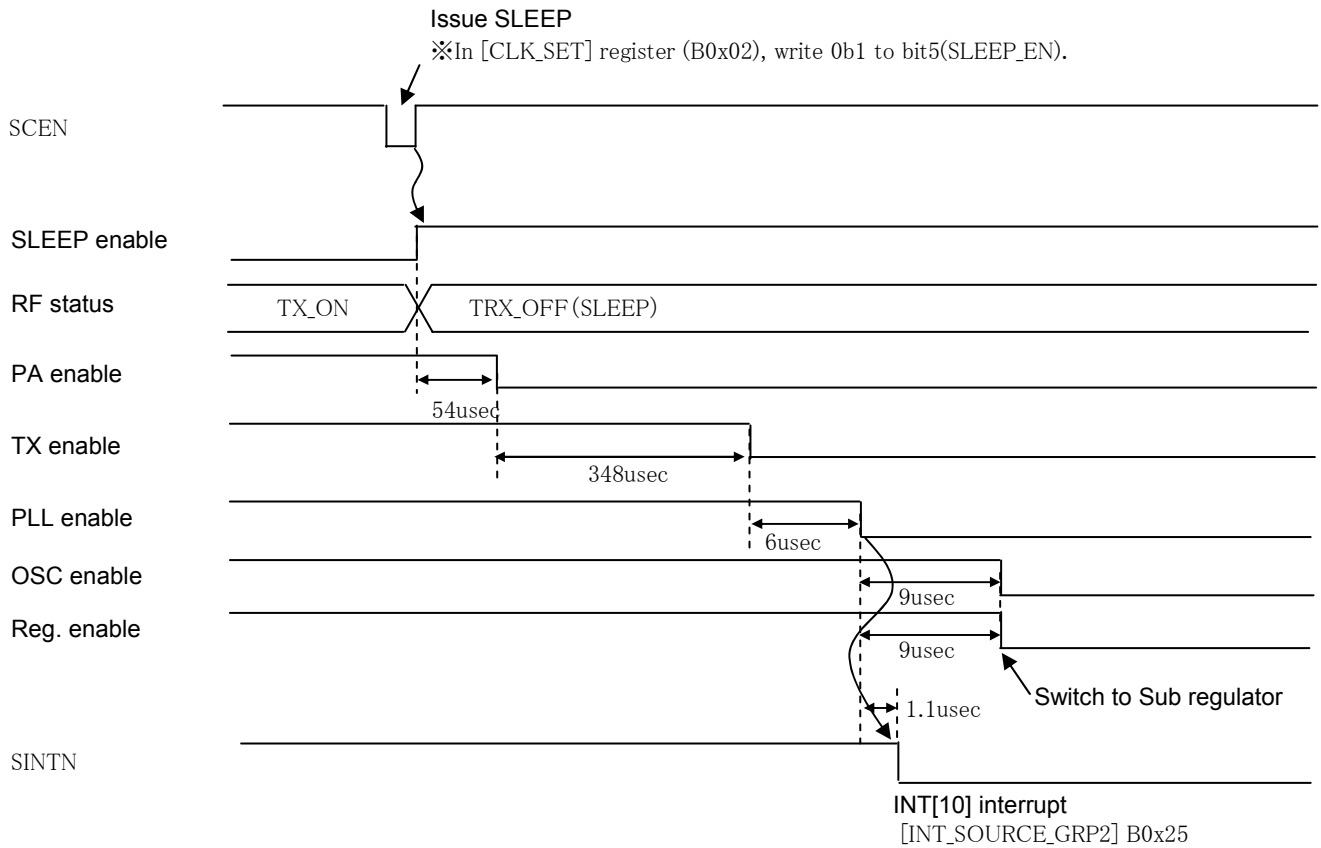 Issue SLEEP
※In [CLK_SET] register (B0x02), write 0b1 to bit5(SLEEP_EN).
SCEN
SLEEP enable
RF status
TX_ON
TRX_OFF(SLEEP)
PA enable
54usec
TX enable
348usec
PLL enable
6usec
OSC enable
9usec
Reg. enable
9usec
Switch to Sub regulator
1.1usec
SINTN
INT[10] interrupt
[INT_SOURCE_GRP2] B0x25